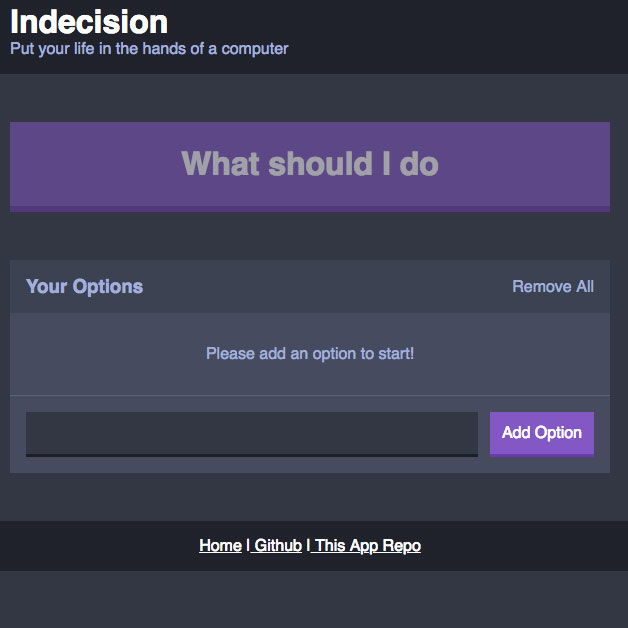 Indecision
Put your life in the hands of a computer
What should I do
Your Options
Remove All
Please add an option to start!
Add Option
Home | Github | This App Repo